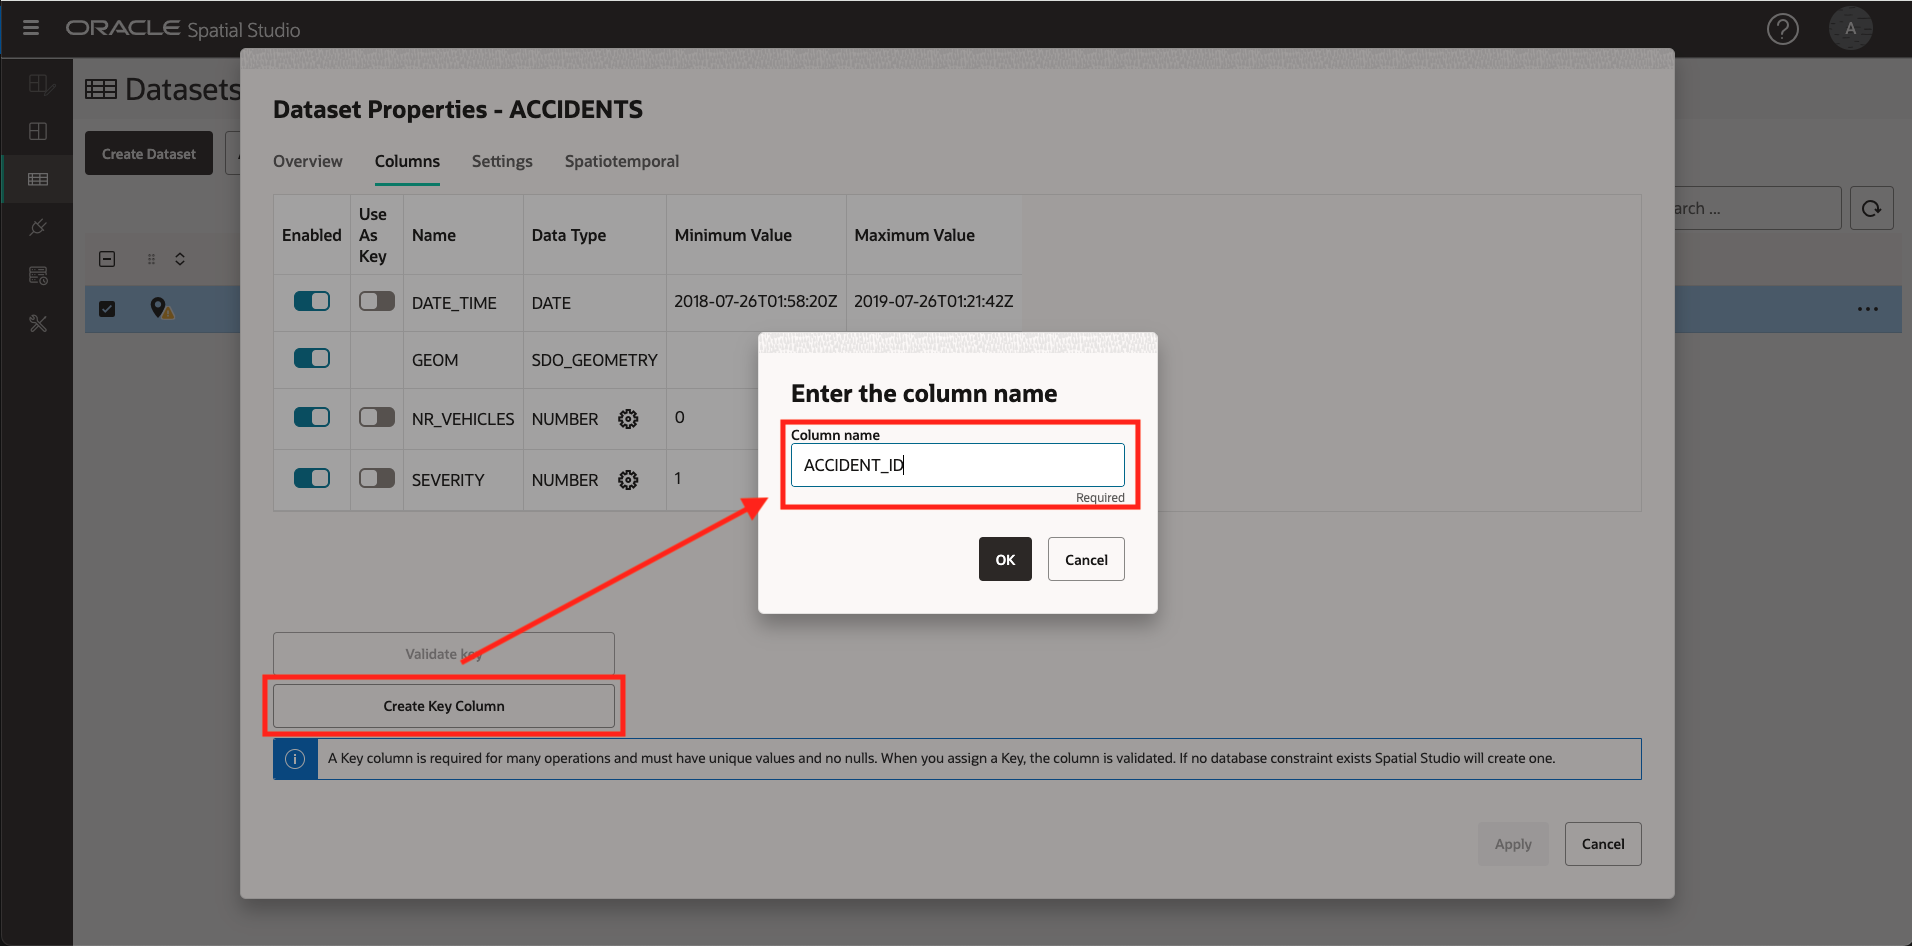 ORACLE Spatial Studio
?
A
Datasets
Create Dataset
arch ...
Dataset Properties - ACCIDENTS
Overview Columns Settings Spatiotemporal
Enabled Use As Key Name Data Type Minimum Value Maximum Value
DATE_TIME DATE 2018-07-26T01:58:20Z 2019-07-26T01:21:42Z
GEOM SDO_GEOMETRY
NR_VEHICLES NUMBER 0
SEVERITY NUMBER 1
Enter the column name
Column name
ACCIDENT_ID
Required
OK Cancel
Validate key
Create Key Column
A Key column is required for many operations and must have unique values and no nulls. When you assign a Key, the column is validated. If no database constraint exists Spatial Studio will create one.
Apply Cancel